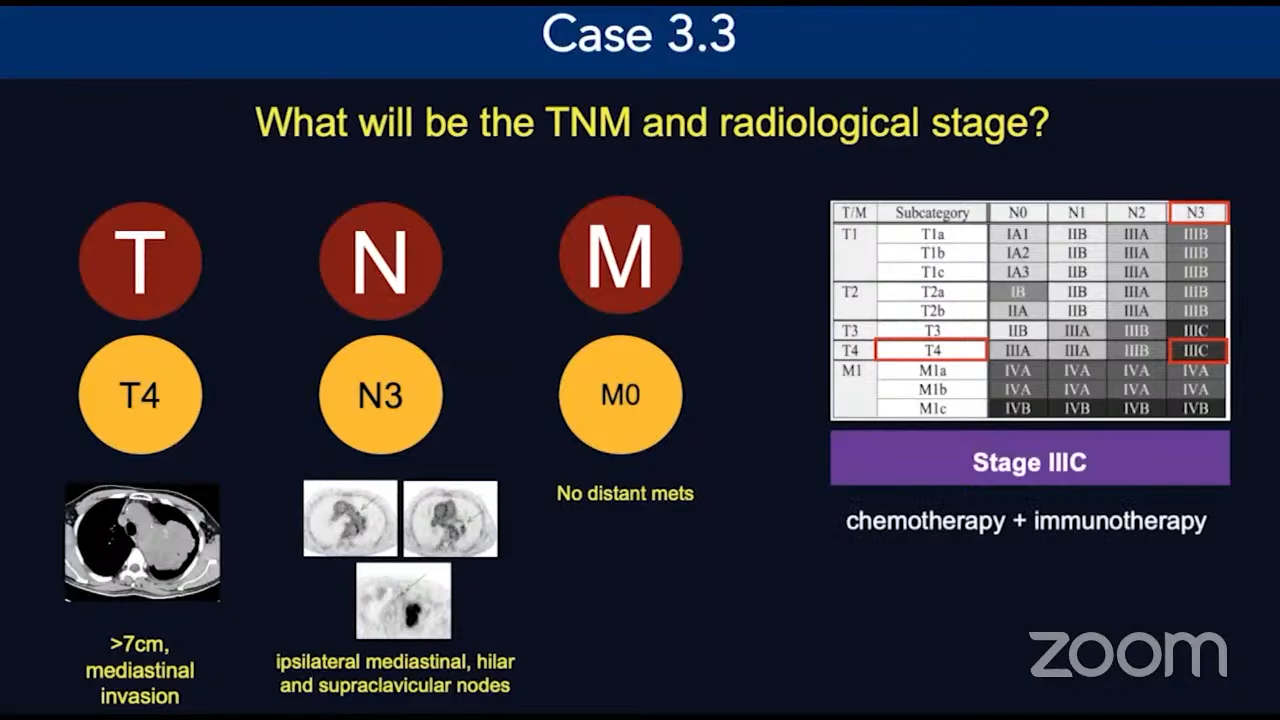 Case 3.3
What will be the TNM and radiological stage?
T
N
M
T4
N3
M0
>7cm,
mediastinal
invasion
ipsilateral mediastinal, hilar
and supraclavicular nodes
No distant mets
T/M Subcategory N0 N1 N2 N3
T1 T1a IA1 IIB IIIA IIIB
T1b IA2 IIB IIIA IIIB
T1c IA3 IIB IIIA IIIB
T2 T2a IB IIB IIIA IIIB
T2b IIA IIB IIIA IIIB
T3 T3 IIB IIIA IIIB IIIC
T4 T4 IIIA IIIA IIIB IIIC
M1 M1a IVA IVA IVA IVA
M1b IVA IVA IVA IVA
M1c IVB IVB IVB IVB
Stage IIIC
chemotherapy + immunotherapy
zoom